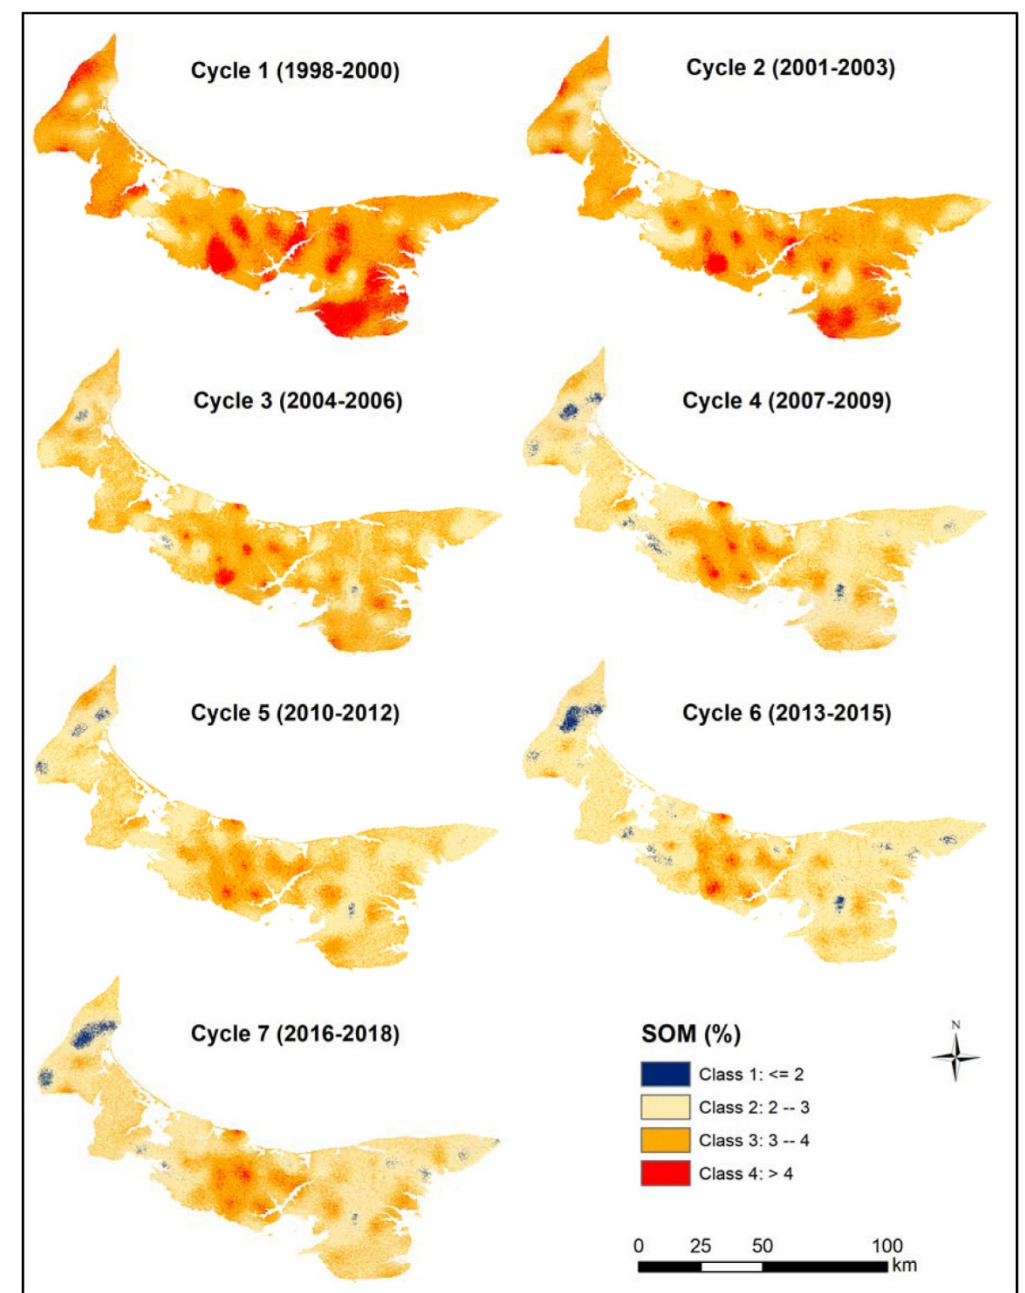 Cycle 1 (1998-2000)
Cycle 2 (2001-2003)
Cycle 3 (2004-2006)
Cycle 4 (2007-2009)
Cycle 5 (2010-2012)
Cycle 6 (2013-2015)
Cycle 7 (2016-2018)
SOM (%)
Class 1: <= 2
Class 2: 2 -- 3
Class 3: 3 -- 4
Class 4: > 4
N
0 25 50 100
km